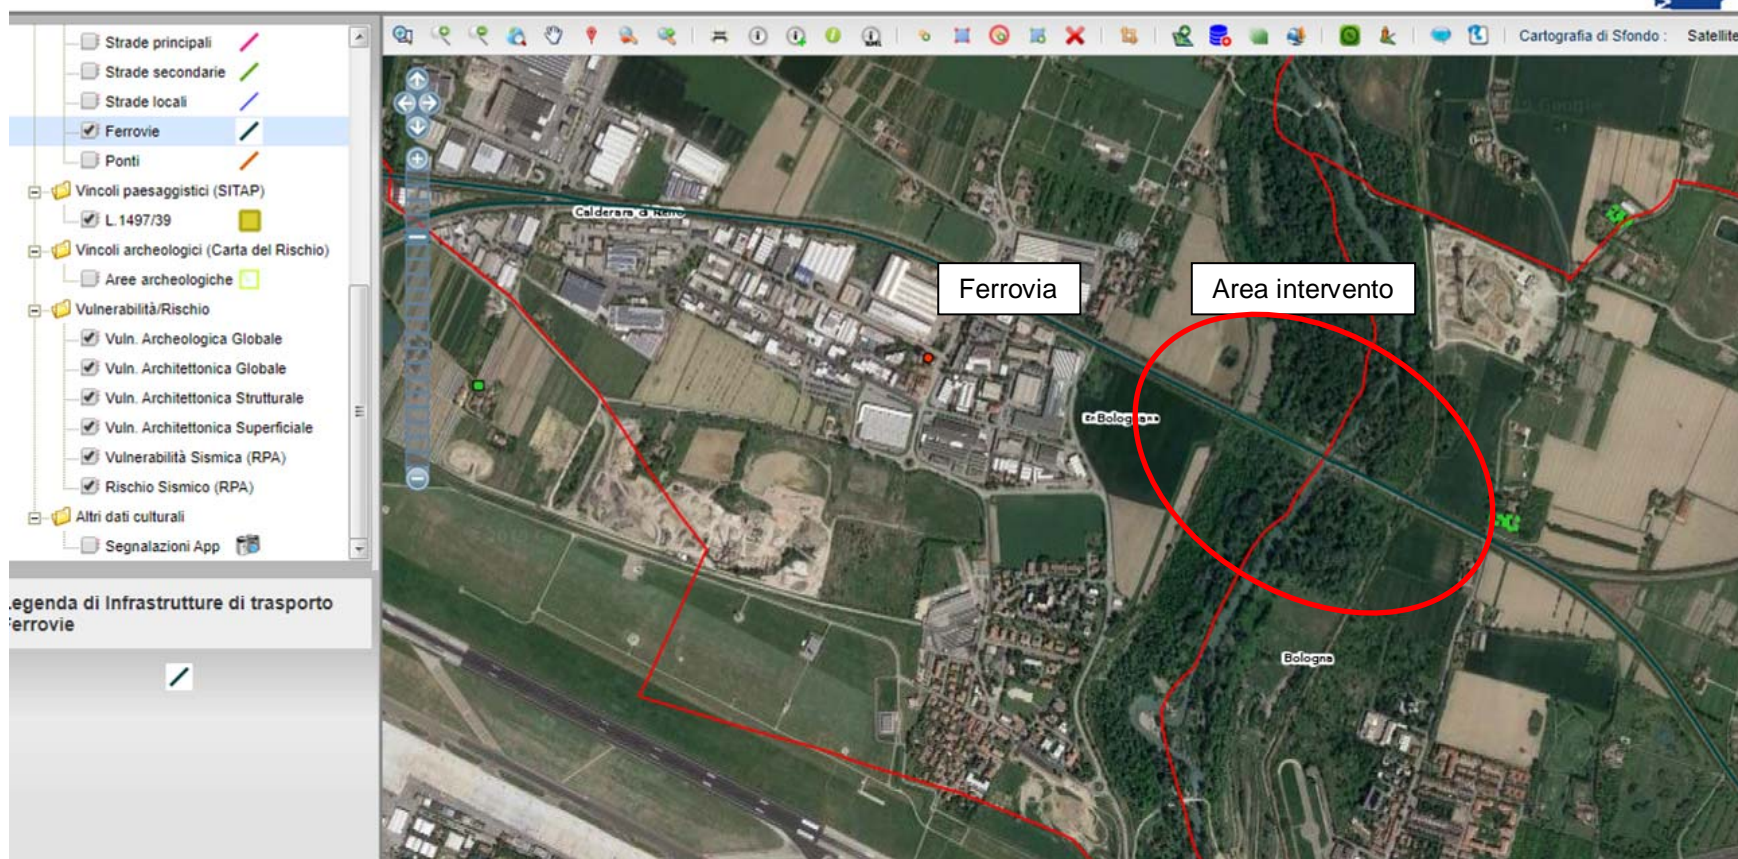 Strade principali
Strade secondarie
Strade locali
Ferrovie
Ponti
Vincoli paesaggistici (SITAP)
L.1497/39
Vincoli archeologici (Carta del Rischio)
Aree archeologiche
Vulnerabilità/Rischio
Vuln. Archeologica Globale
Vuln. Architettonica Globale
Vuln. Architettonica Strutturale
Vuln. Architettonica Superficiale
Vulnerabilità Sismica (RPA)
Rischio Sismico (RPA)
Altri dati culturali
Segnalazioni App
egenda di Infrastrutture di trasporto
errovie
Cartografia di Sfondo : Satellite
Calderara di Reno
Ferrovia
Area intervento
Bologna